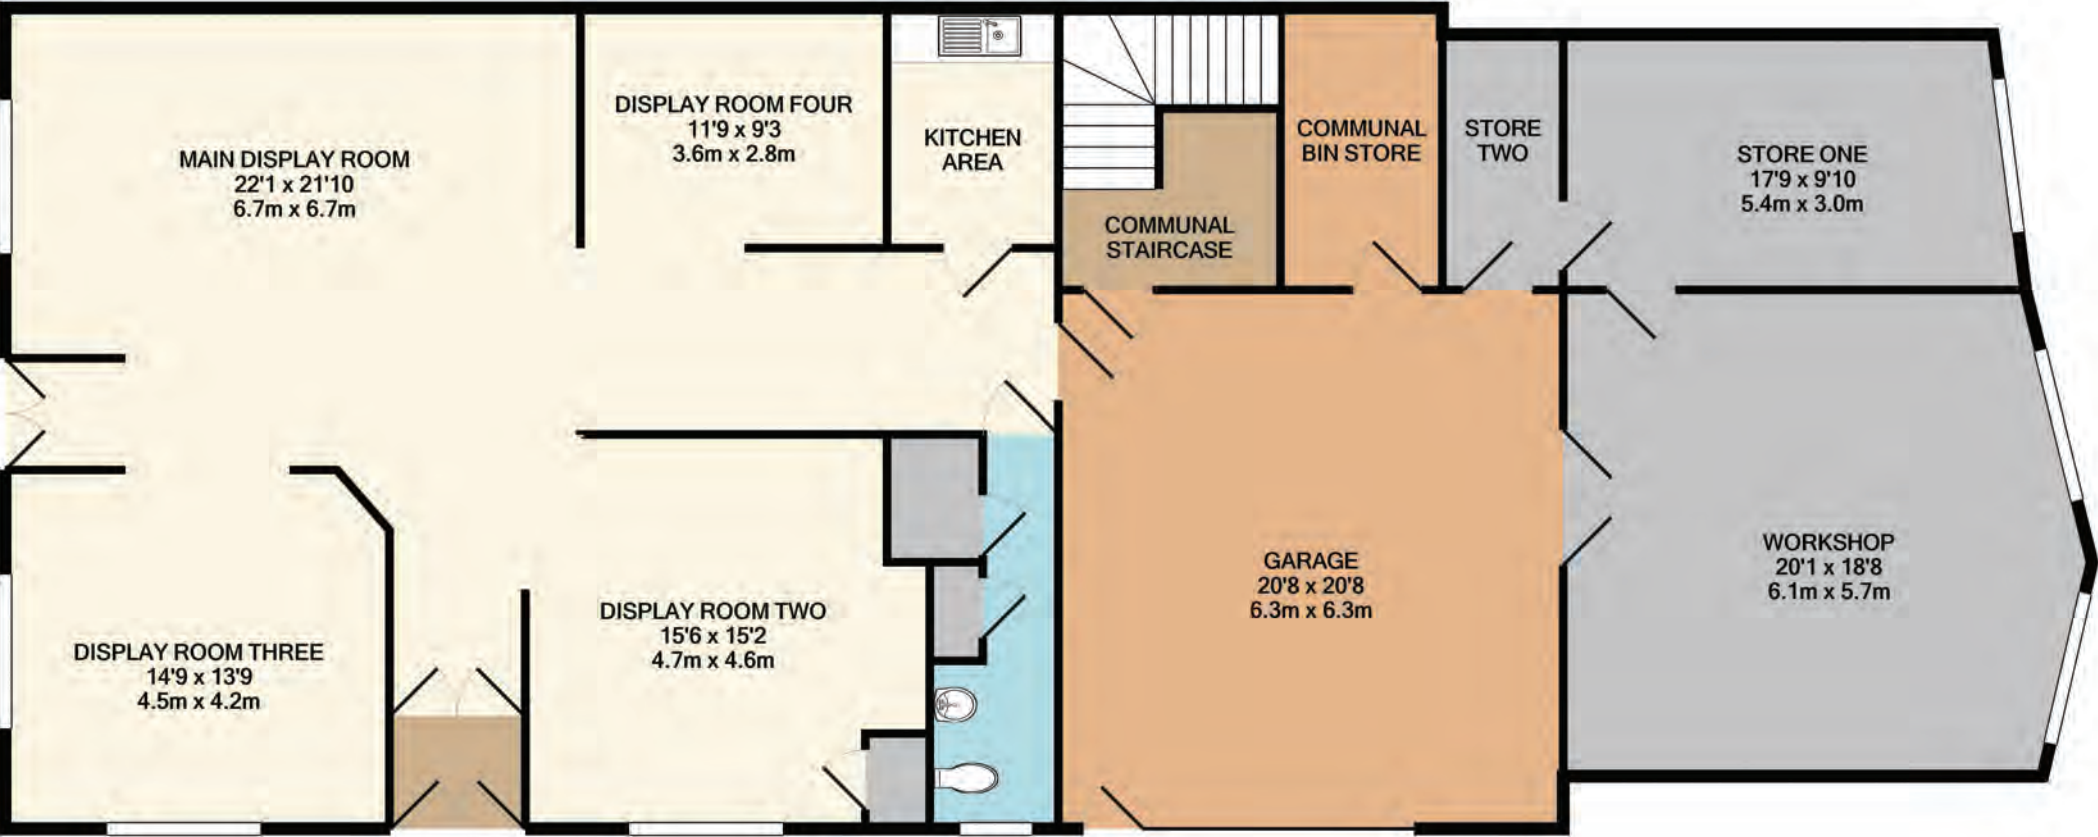 MAIN DISPLAY ROOM
22'1 x 21'10
6.7m x 6.7m
DISPLAY ROOM FOUR
11'9 x 9'3
3.6m x 2.8m
KITCHEN
AREA
COMMUNAL
STAIRCASE
COMMUNAL
BIN STORE
STORE
TWO
STORE ONE
17'9 x 9'10
5.4m x 3.0m
DISPLAY ROOM THREE
14'9 x 13'9
4.5m x 4.2m
DISPLAY ROOM TWO
15'6 x 15'2
4.7m x 4.6m
GARAGE
20'8 x 20'8
6.3m x 6.3m
WORKSHOP
20'1 x 18'8
6.1m x 5.7m